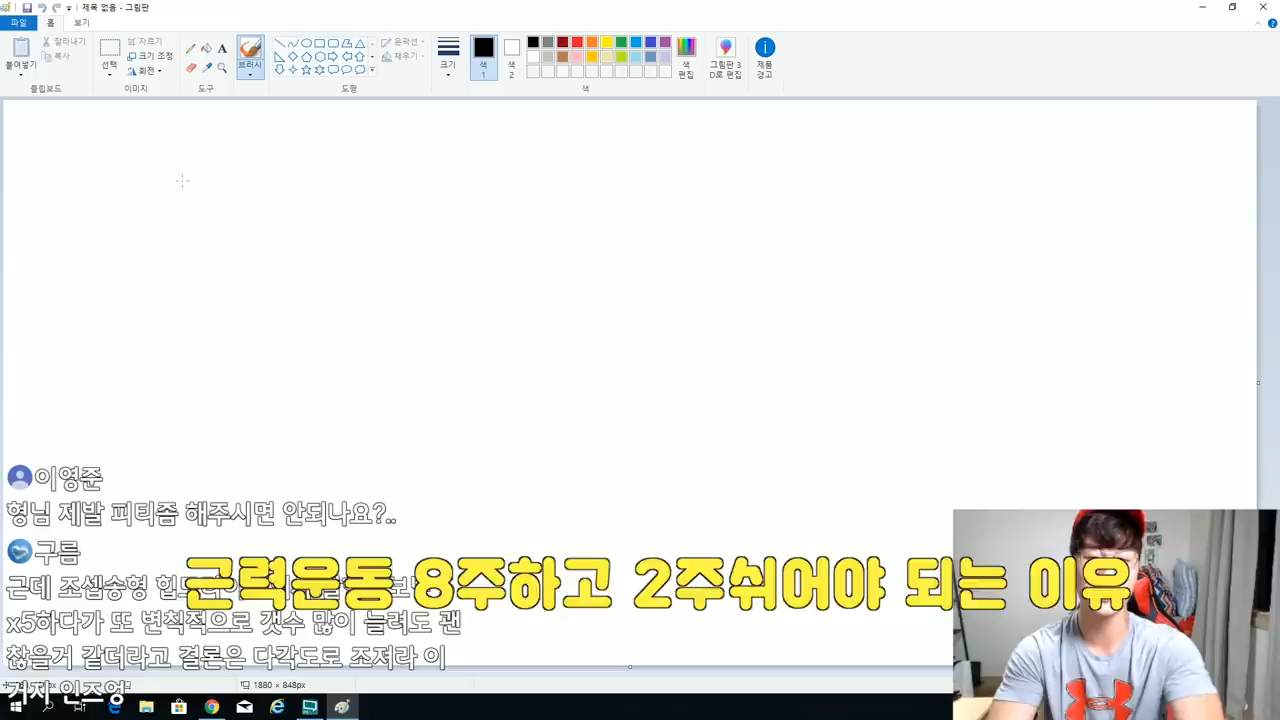 제목 없음 - 그림판
파일 홈 보기
붙여넣기
잘라내기
복사
클립보드
선택
자르기
크기 조정
회전
이미지
A
브러시
도구
윤곽선
채우기
도형
크기
색 1
색 2
색 편집
색
그림판 3D로 편집
제품 경고
이영준
형님 제발 피티좀 해주시면 안되나요?..
구름
근데 조셉승형
근력운동 8주하고 2주쉬어야 되는 이유
x5하다가 또 변칙적으로 갯수 많이 늘려도 괜
찮을거 같더라고 결론은 다각도로 조져라 이
거지 인즈영
1880 × 848px